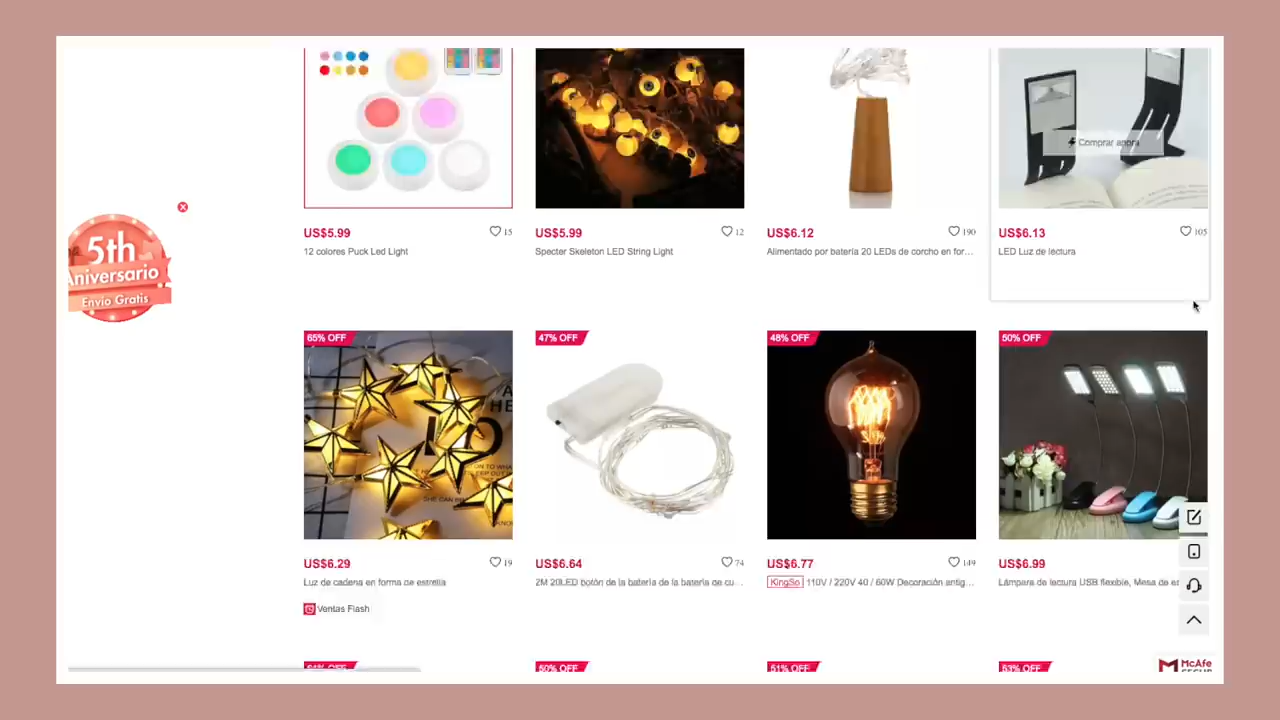 Comprar ahora
US$5.99
15
12 colores Puck Led Light
US$5.99
12
Specter Skeleton LED String Light
US$6.12
190
Alimentado por batería 20 LEDs de corcho en for...
US$6.13
105
LED Luz de lectura
5th
Aniversario
Envío Gratis
65% OFF
47% OFF
48% OFF
50% OFF
US$6.29
19
Luz de cadena en forma de estrella
Ventas Flash
US$6.64
74
2M 20LED botón de la batería de la batería de cu...
US$6.77
149
KingSo 110V / 220V 40 / 60W Decoración antig...
US$6.99
Lámpara de lectura USB flexible, Mesa de es
64% OFF
50% OFF
51% OFF
53% OFF
McAfe